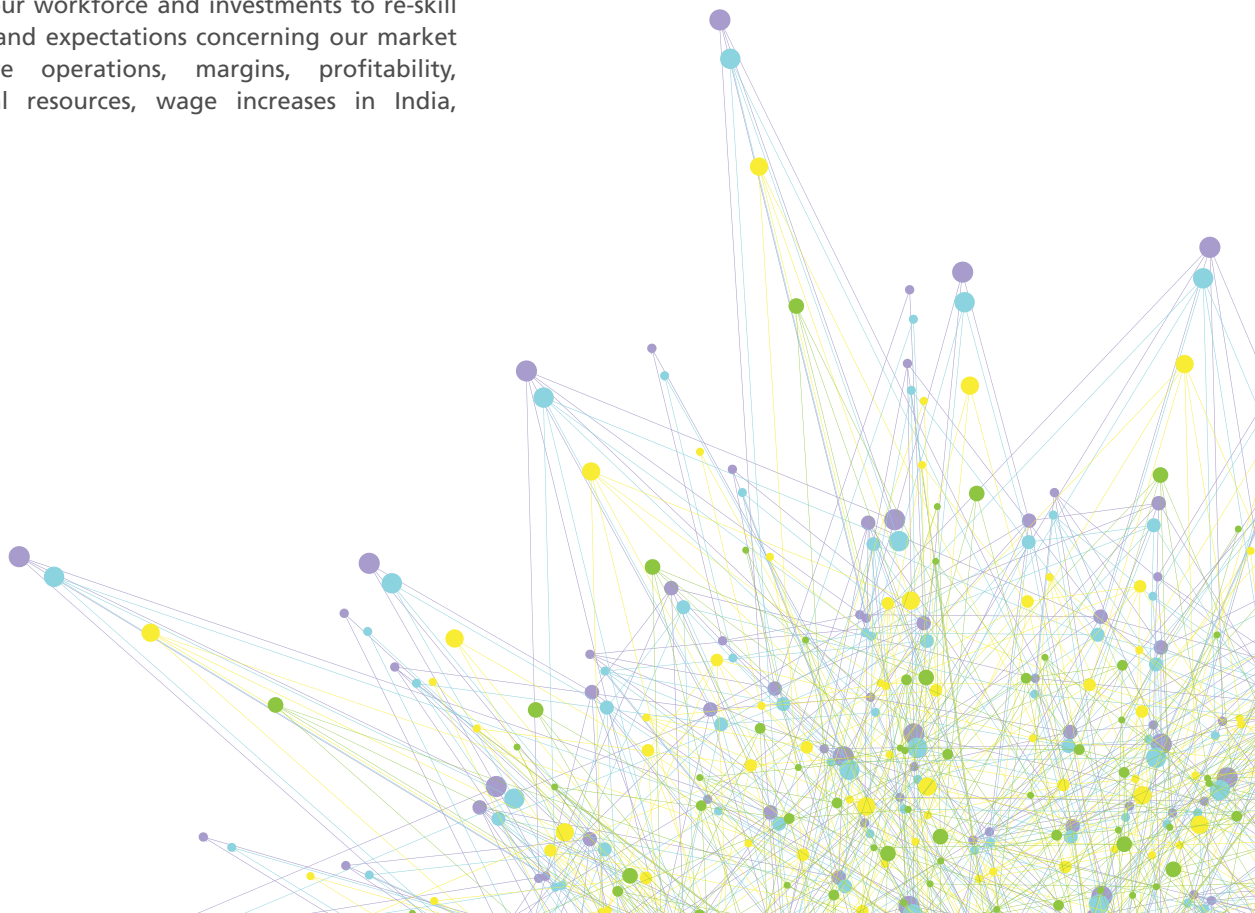 our workforce and investments to re-skill
and expectations concerning our market
operations, margins, profitability,
resources, wage increases in India,